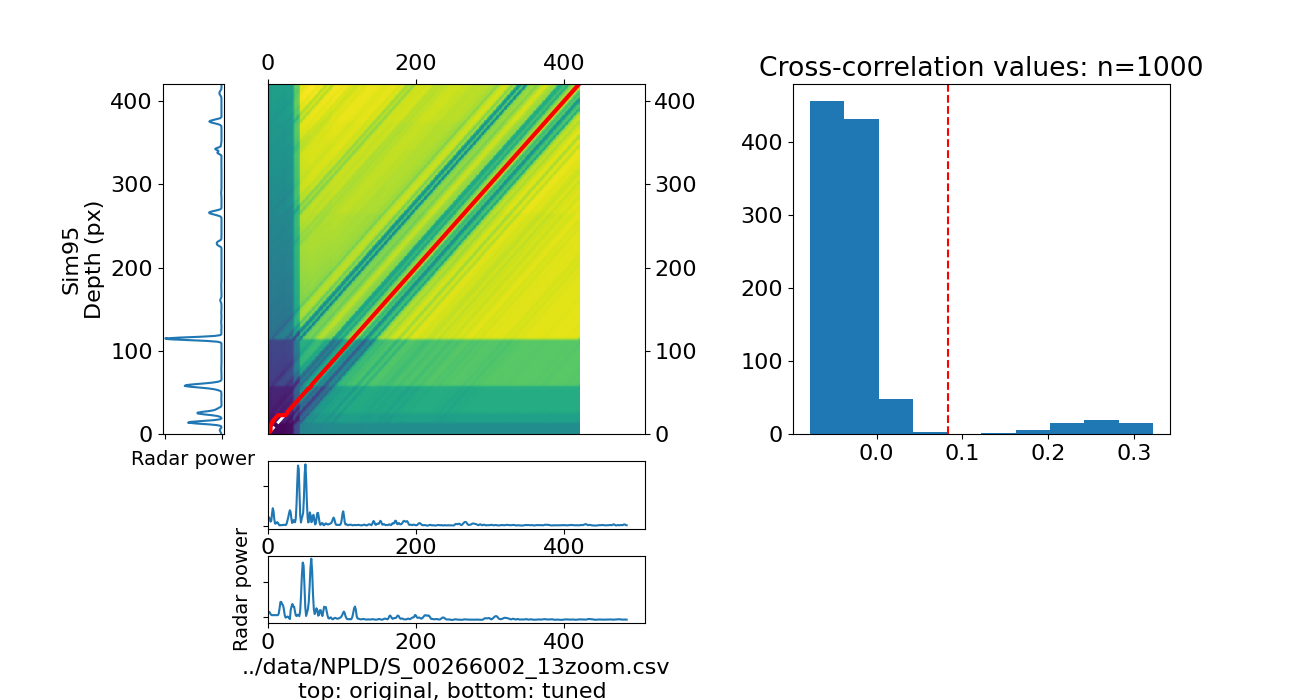 0 200 400
Cross-correlation values: n=1000
Sim95
Depth (px)
400
300
200
100
0
400
300
200
100
0
400
300
200
100
0
0.0 0.1 0.2 0.3
Radar power
0 200 400
Radar power
0 200 400
../data/NPLD/S_00266002_13zoom.csv
top: original, bottom: tuned